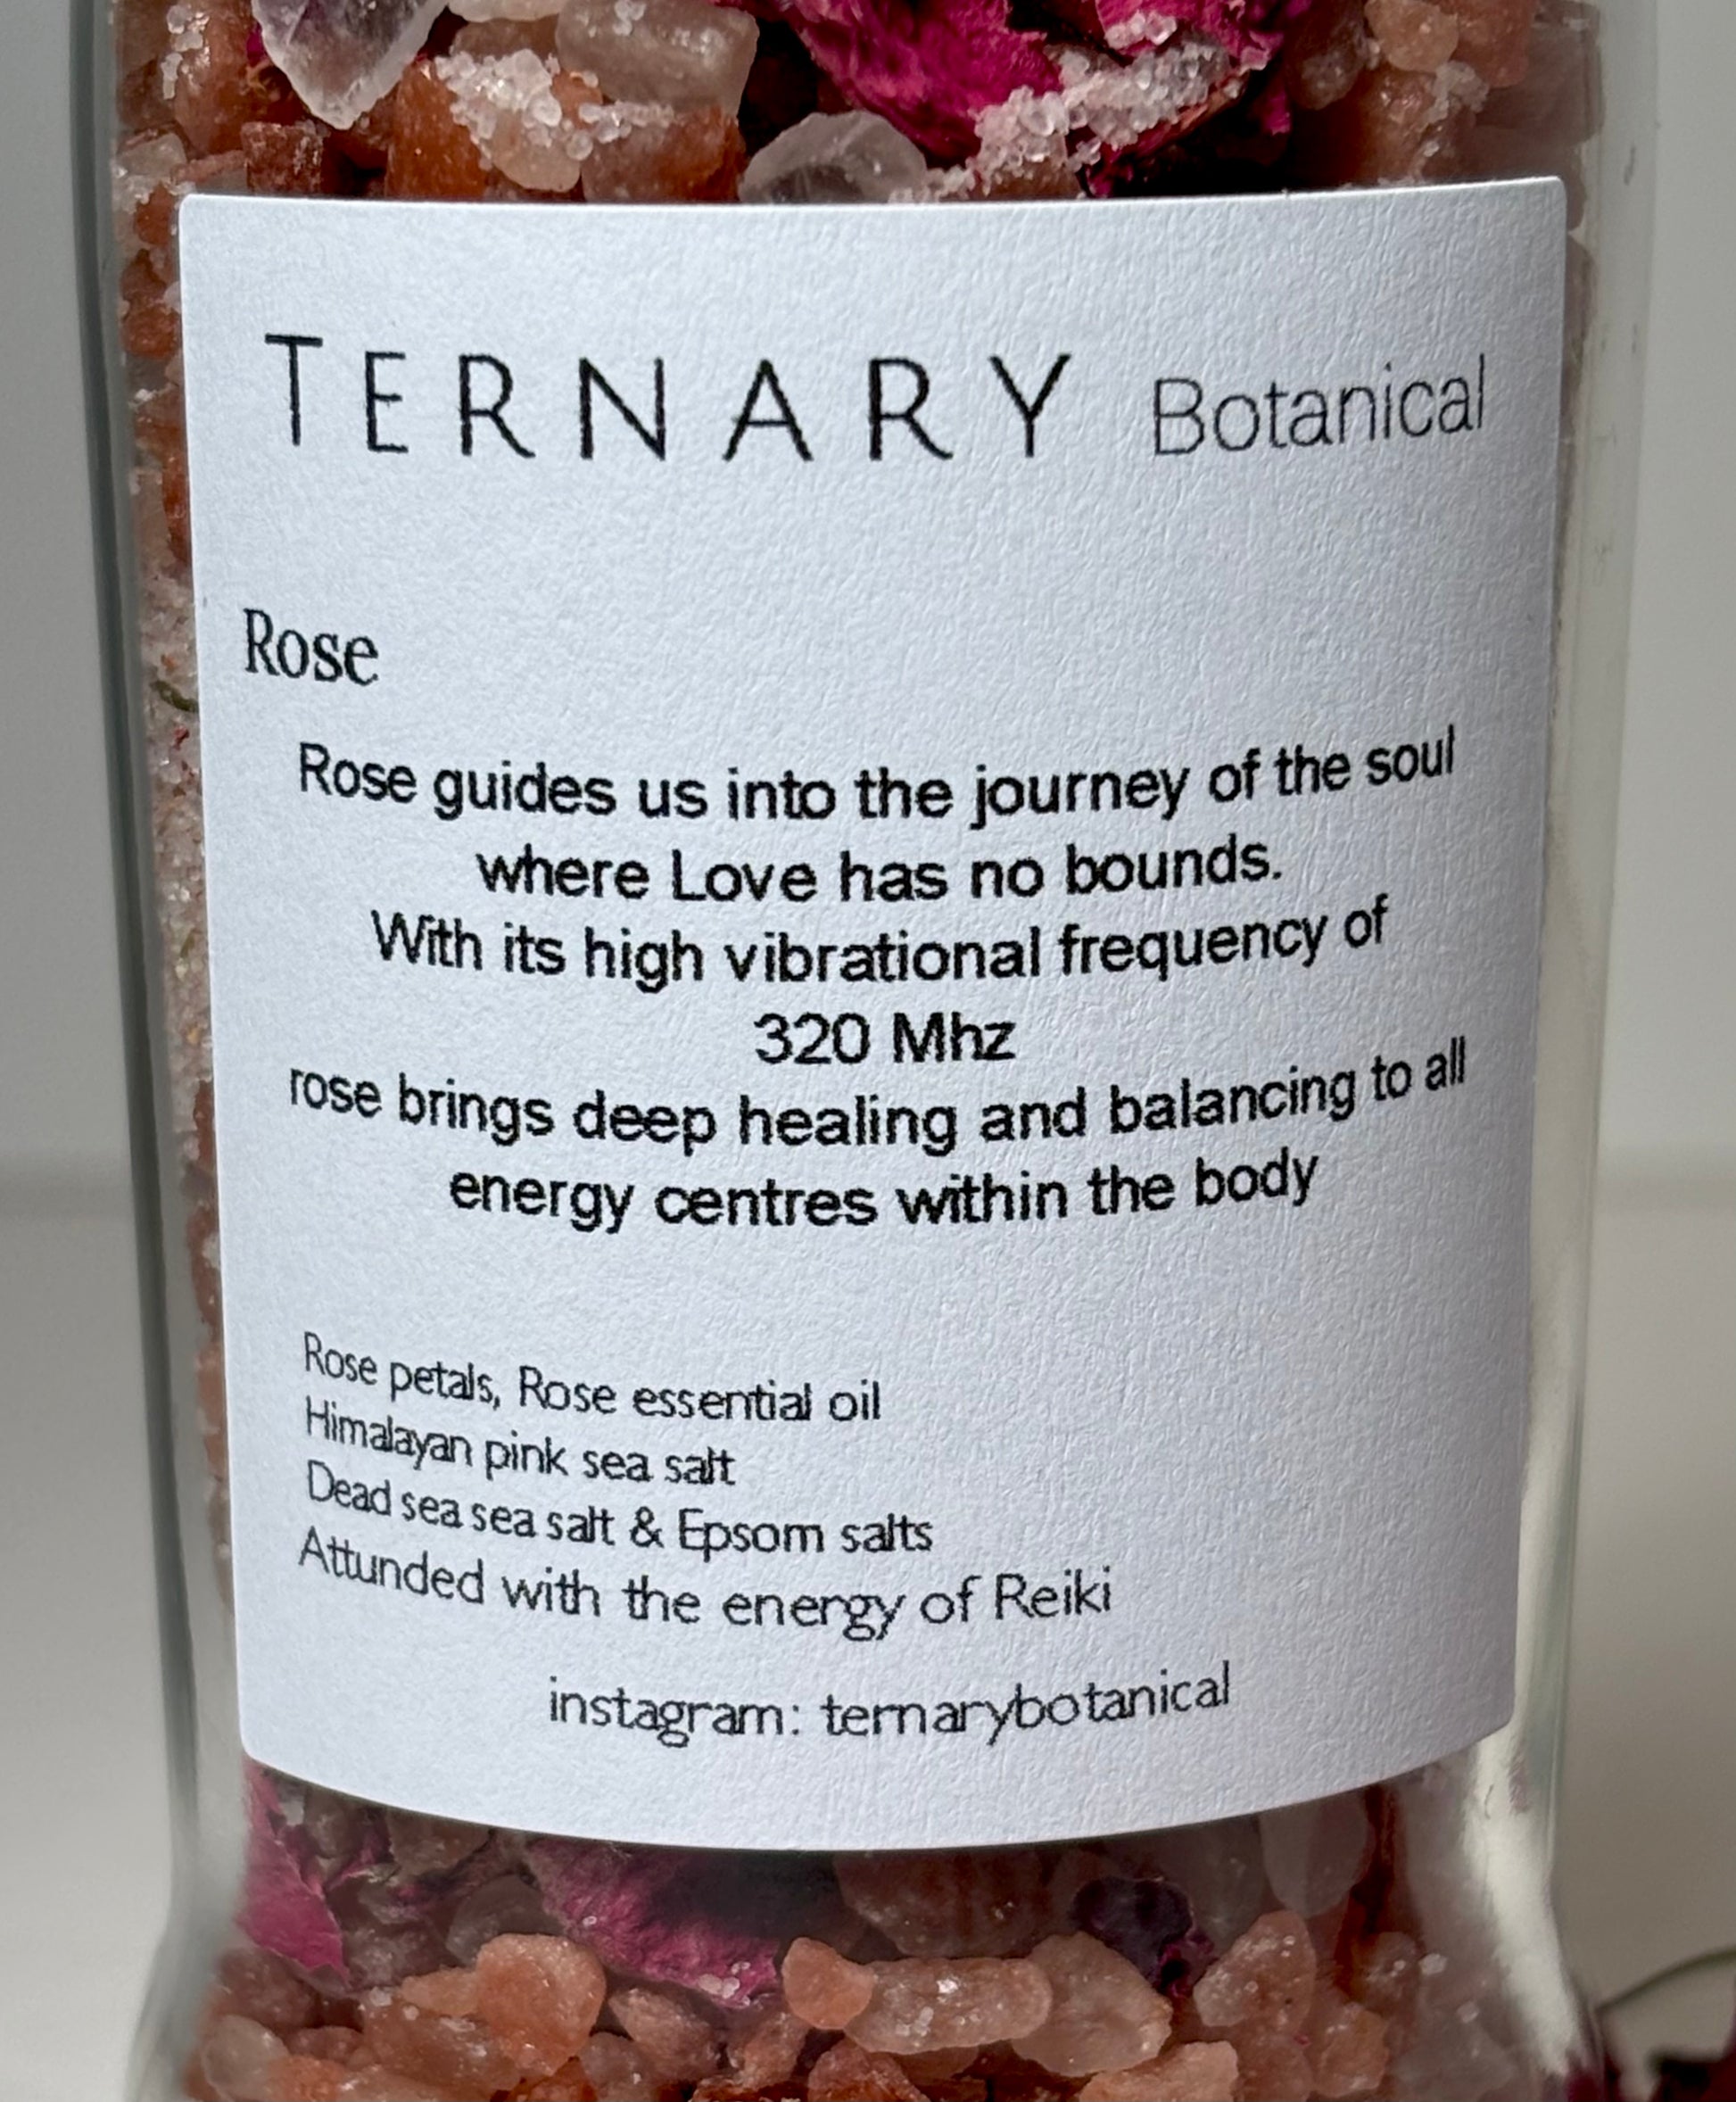 TERNARY Botanical
Rose
Rose guides us into the journey of the soul
where Love has no bounds.
With its high vibrational frequency of
320 Mhz
rose brings deep healing and balancing to all
energy centres within the body
Rose petals, Rose essential oil
Himalayan pink sea salt
Dead sea sea salt & Epsom salts
Attunded with the energy of Reiki
instagram: ternarybotanical